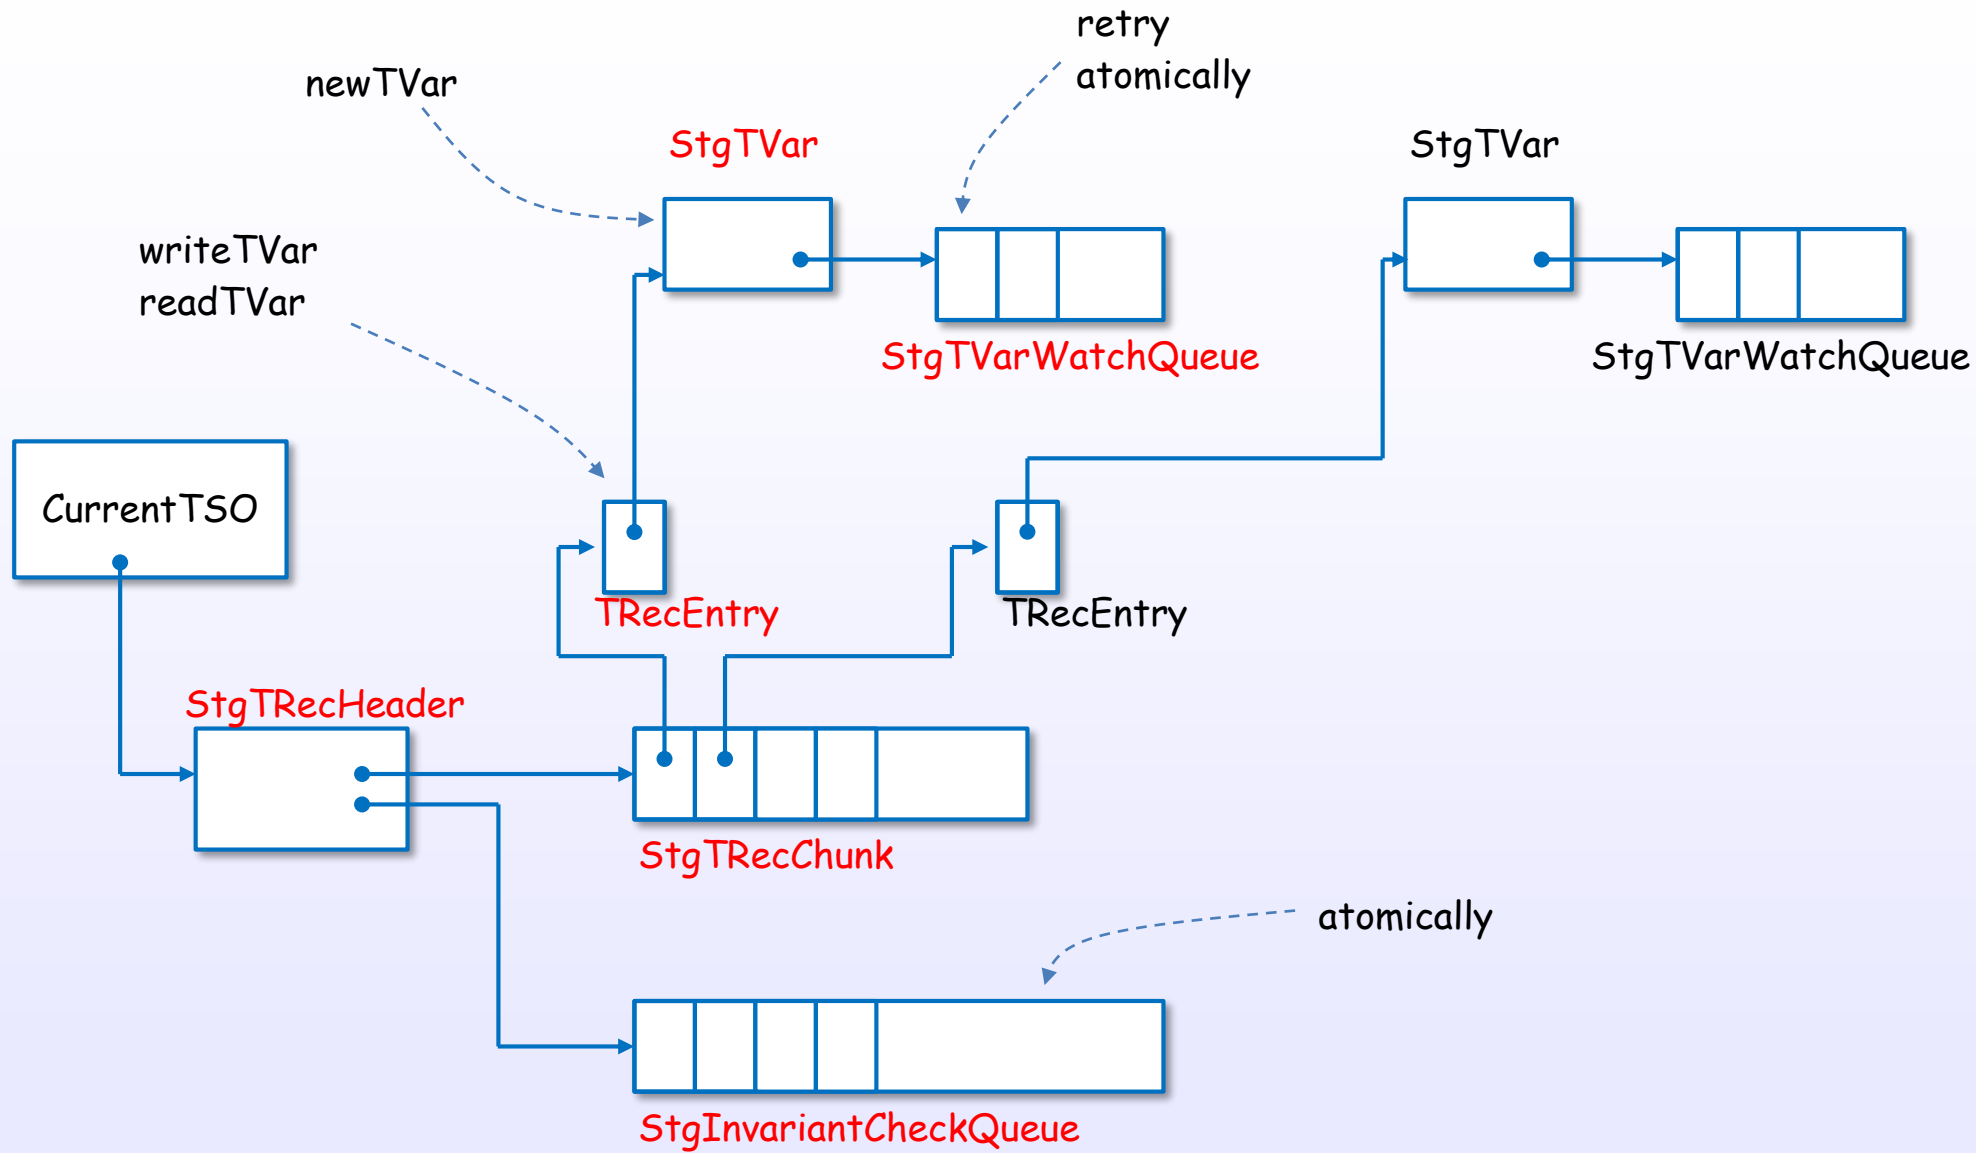 retry
atomically
newTVar
StgTVar
StgTVar
writeTVar
readTVar
StgTVarWatchQueue
StgTVarWatchQueue
CurrentTSO
TRecEntry
TRecEntry
StgTRecHeader
StgTRecChunk
atomically
StgInvariantCheckQueue